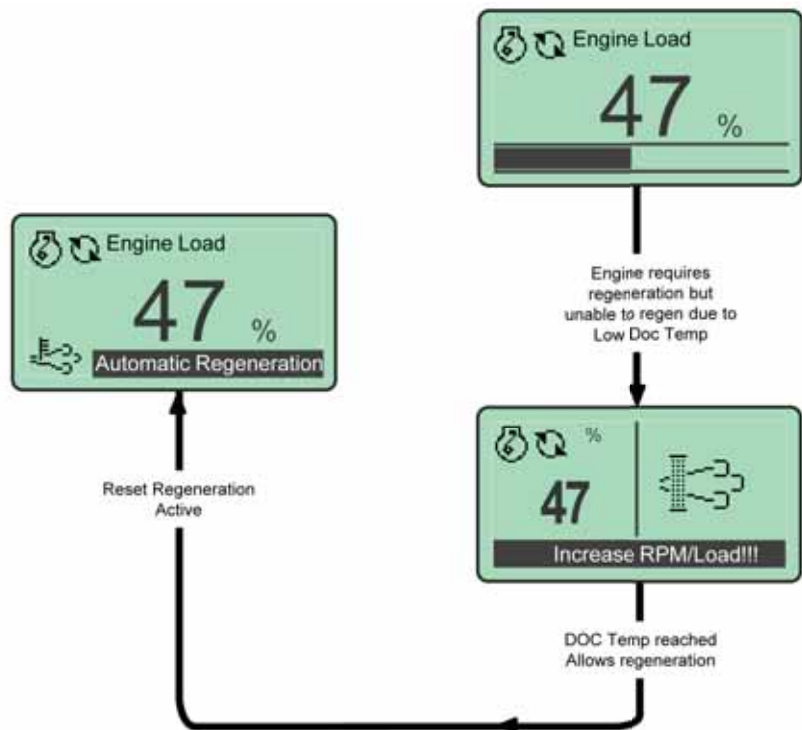 Engine Load
47 %
Engine requires
regeneration but
unable to regen due to
Low Doc Temp
%
47
Increase RPM/Load!!!
DOC Temp reached
Allows regeneration
Reset Regeneration
Active
Engine Load
47 %
Automatic Regeneration